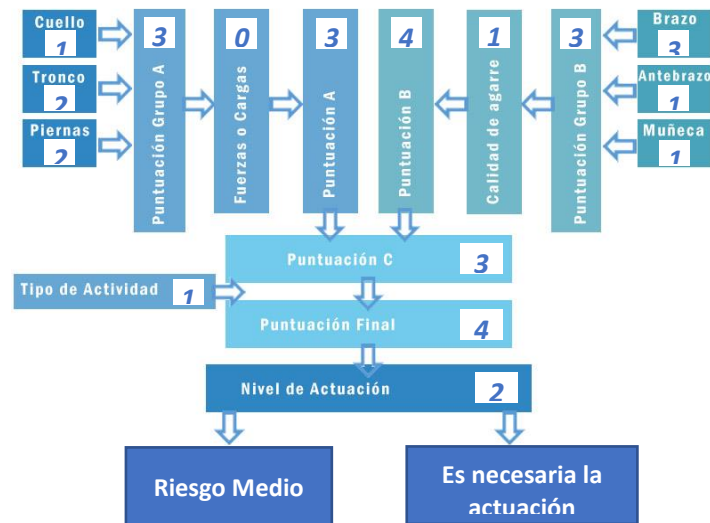 Cuello
1
Tronco
2
Piernas
2
Puntuación Grupo A
3
Fuerzas o Cargas
0
Puntuación A
3
Puntuación B
4
Calidad de agarre
1
Puntuación Grupo B
3
Brazo
3
Antebrazo
1
Muñeca
1
Puntuación C
3
Tipo de Actividad
1
Puntuación Final
4
Nivel de Actuación
2
Riesgo Medio
Es necesaria la
actuación